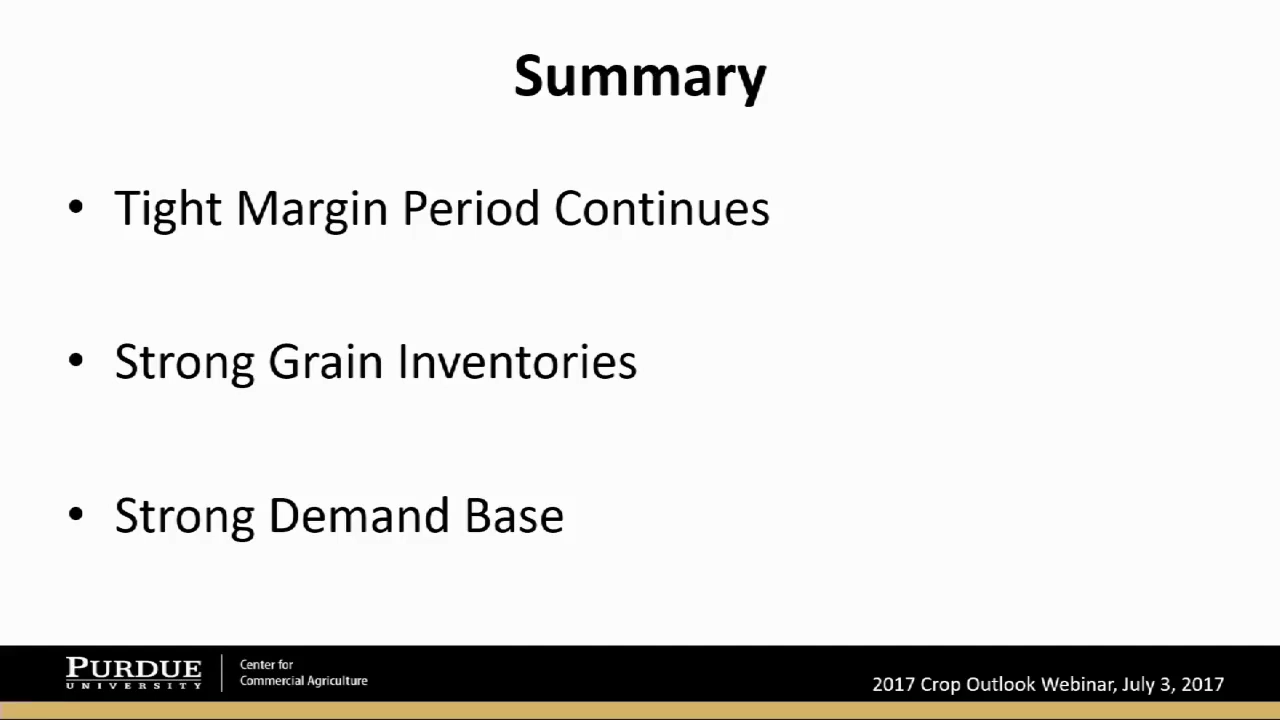 Summary
• Tight Margin Period Continues
• Strong Grain Inventories
• Strong Demand Base
PURDUE
UNIVERSITY
Center for
Commercial Agriculture
2017 Crop Outlook Webinar, July 3, 2017